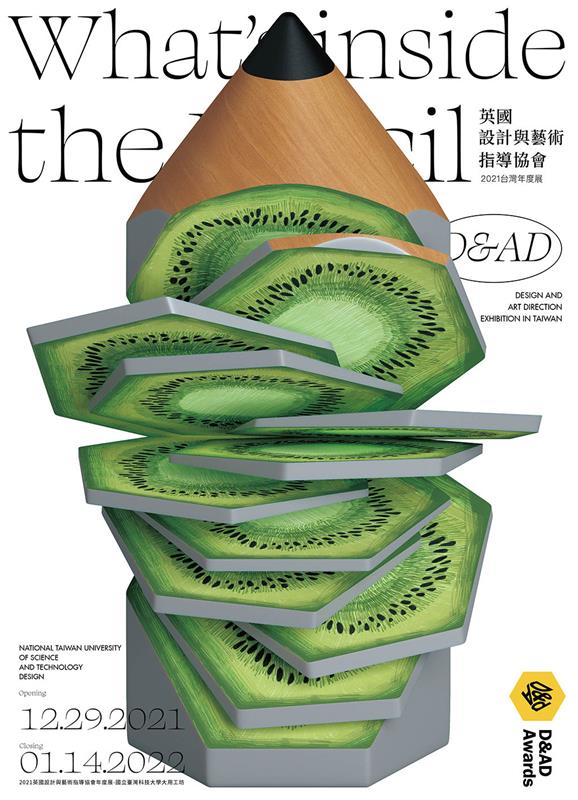 What's inside
the Pencil
英國
設計與藝術
指導協會
2021台灣年度展
D&AD
DESIGN AND
ART DIRECTION
EXHIBITION IN TAIWAN
NATIONAL TAIWAN UNIVERSITY
OF SCIENCE
AND TECHNOLOGY
DESIGN
Opening
12.29.2021
Closing
01.14.2022
2021英國設計與藝術指導協會年度展-國立臺灣科技大學大用工坊
D&AD
D&AD
Awards